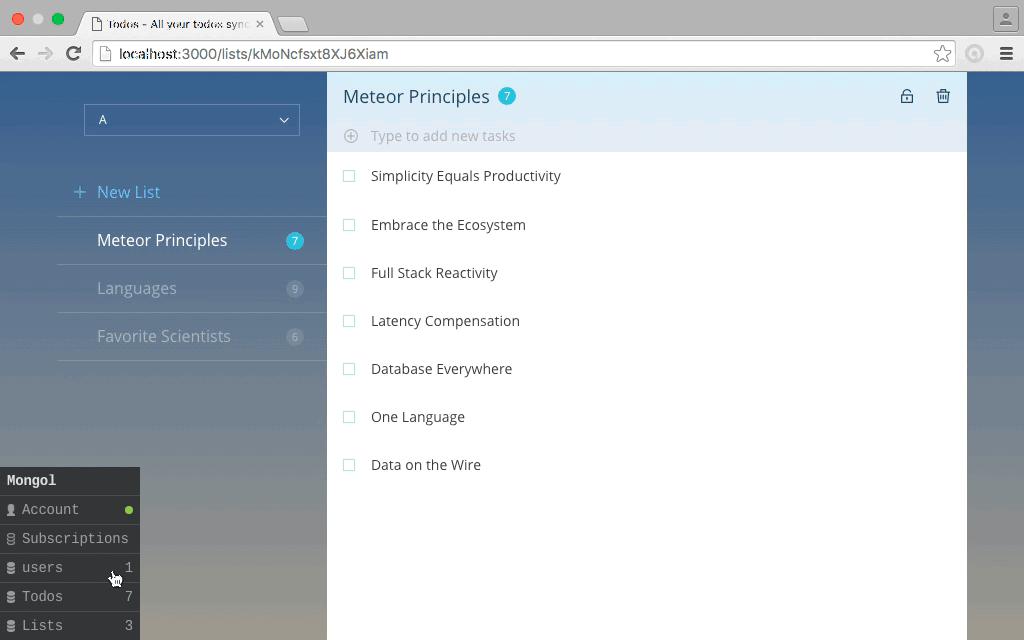 Todos - All your todos sync
localhost:3000/lists/kMoNcfsxt8XJ6Xiam
A
New List
Meteor Principles 7
Languages 9
Favorite Scientists 6
Meteor Principles 7
Type to add new tasks
Simplicity Equals Productivity
Embrace the Ecosystem
Full Stack Reactivity
Latency Compensation
Database Everywhere
One Language
Data on the Wire
Mongol
Account
Subscriptions
users 1
Todos 7
Lists 3